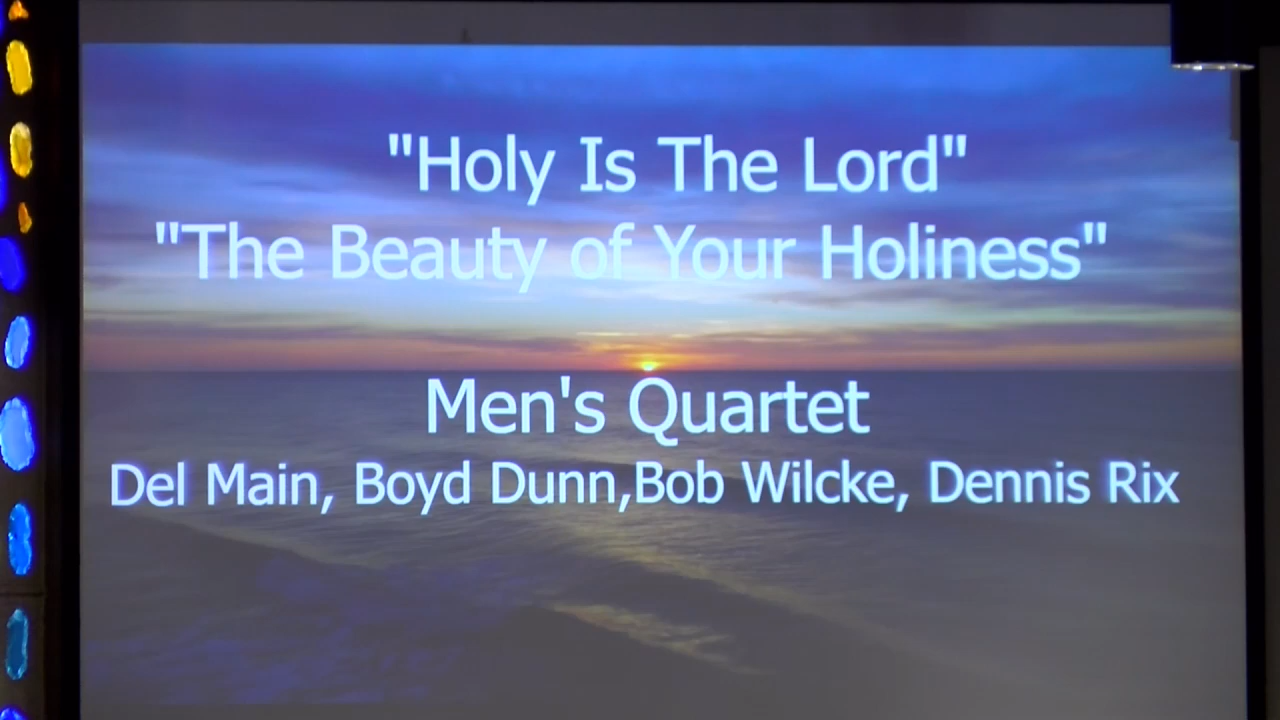 "Holy Is The Lord"
"The Beauty of Your Holiness"
Men's Quartet
Del Main, Boyd Dunn,Bob Wilcke, Dennis Rix